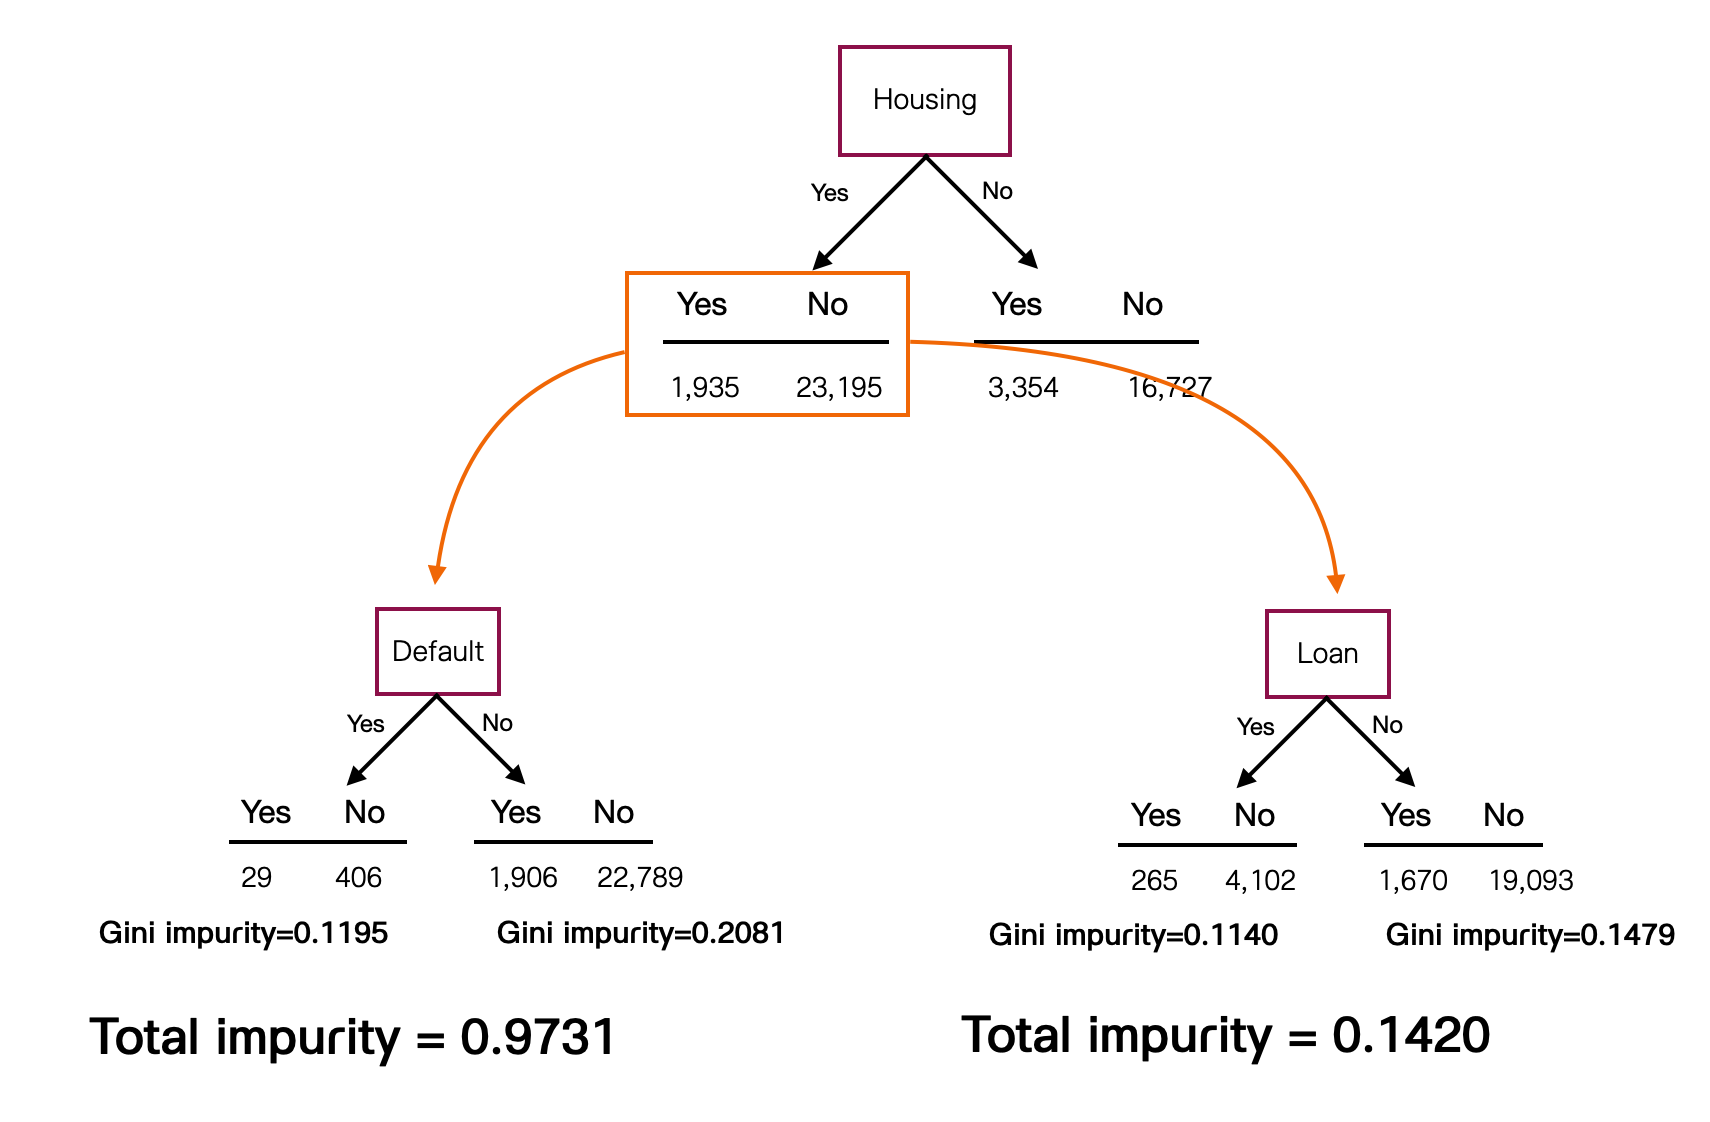 Housing
Yes No
Yes No Yes No
1,935 23,195 3,354 16,727
Default Loan
Yes No Yes No
Yes No Yes No Yes No Yes No
29 406 1,906 22,789 265 4,102 1,670 19,093
Gini impurity=0.1195 Gini impurity=0.2081 Gini impurity=0.1140 Gini impurity=0.1479
Total impurity = 0.9731 Total impurity = 0.1420